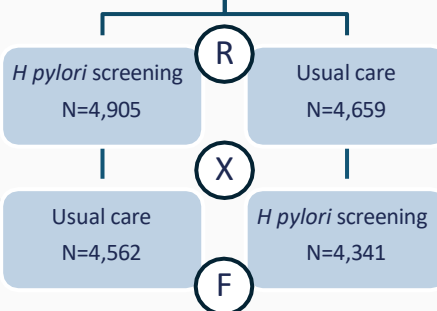 R
H pylori screening
N=4,905
Usual care
N=4,659
X
Usual care
N=4,562
H pylori screening
N=4,341
F